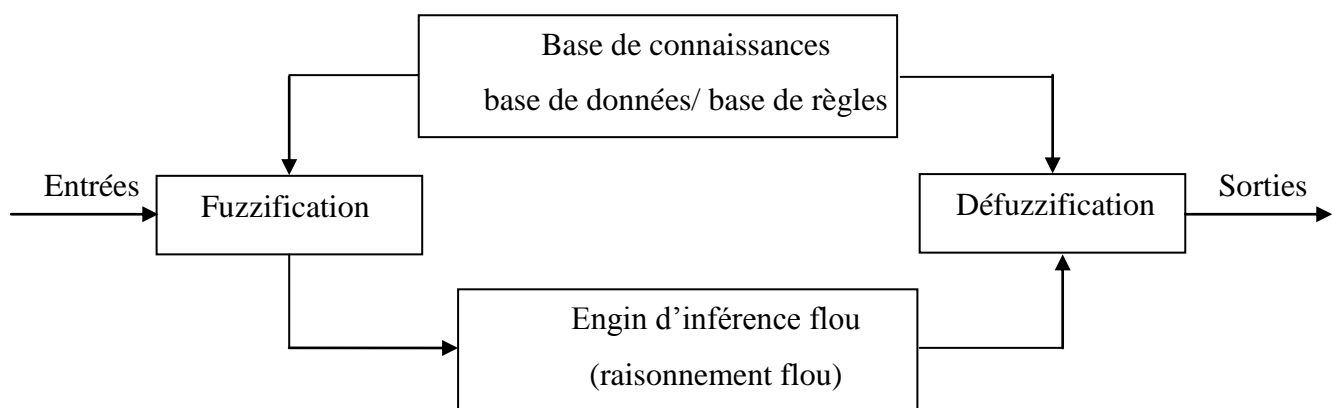 Base de connaissances
base de données/ base de règles
Entrées
Fuzzification
Défuzzification
Sorties
Engin d’inférence flou
(raisonnement flou)